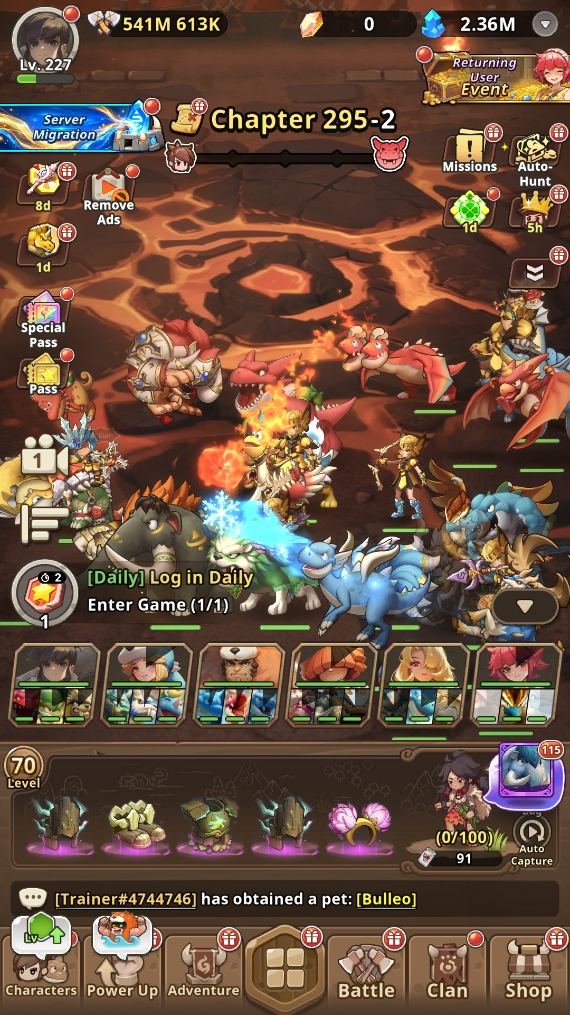 541M 613K
0
2.36M
Lv. 227
Returning
User
Event
Server
Migration
Chapter 295-2
Missions
Auto-
Hunt
8d
Remove
Ads
1d
5h
1d
Special
Pass
Pass
1
2
[Daily] Log in Daily
Enter Game (1/1)
1
70
Level
115
Bag
(0/100)
91
Auto
Capture
[Trainer#4744746] has obtained a pet: [Bulleo]
Lv
Characters
Power Up
Adventure
Battle
Clan
Shop